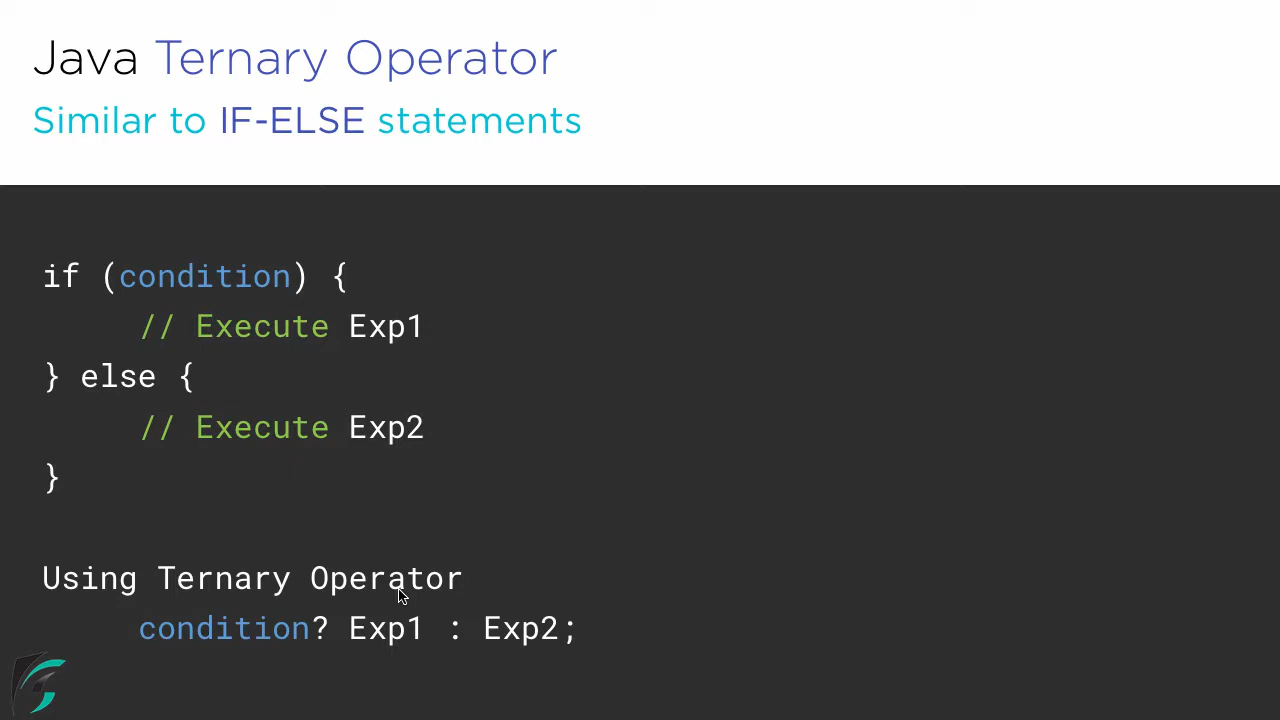 Java Ternary Operator
Similar to IF-ELSE statements
if (condition) {
// Execute Exp1
} else {
// Execute Exp2
}
Using Ternary Operator
condition? Exp1 : Exp2;